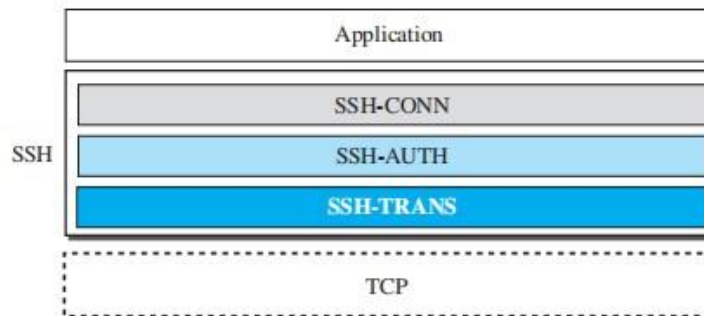 Application
SSH-CONN
SSH
SSH-AUTH
SSH-TRANS
TCP